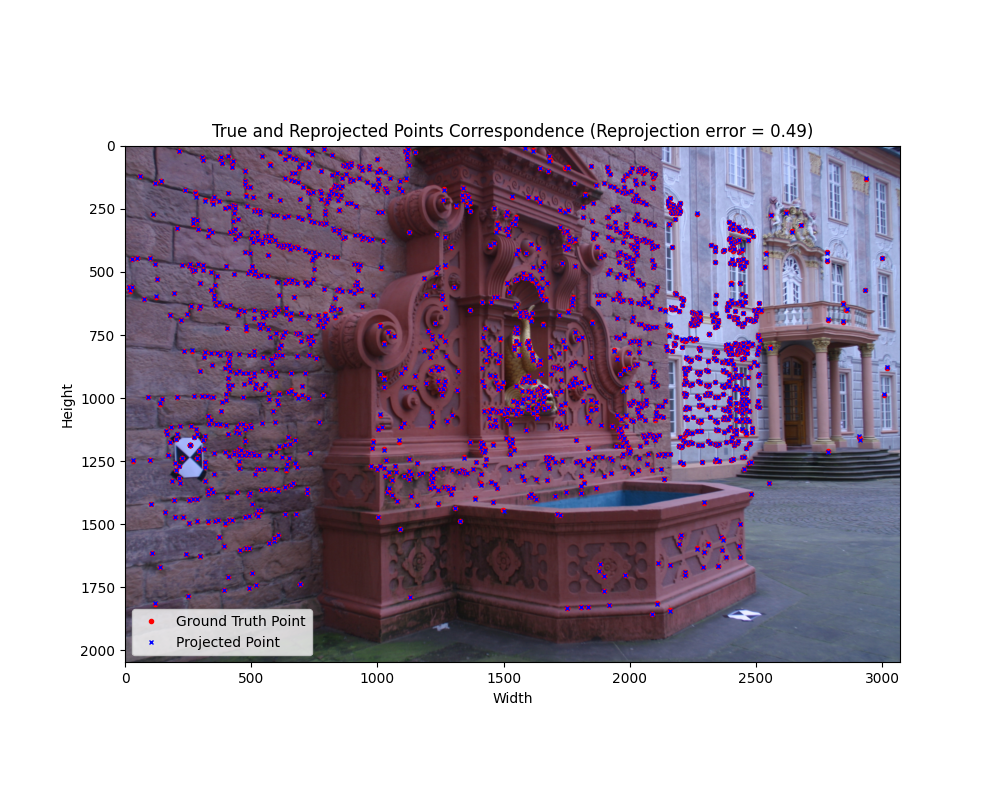 True and Reprojected Points Correspondence (Reprojection error = 0.49)
0
250
500
750
1000
1250
1500
1750
2000
Height
Ground Truth Point
Projected Point
0 500 1000 1500 2000 2500 3000
Width